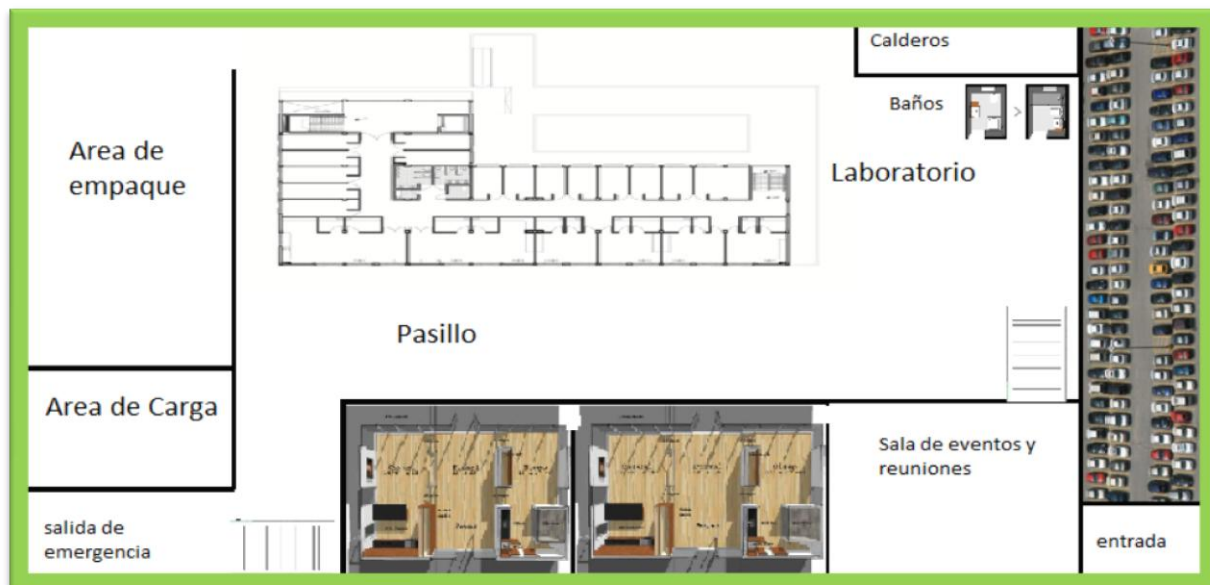 Calderos
Baños
Area de
empaque
Laboratorio
Pasillo
Area de Carga
Sala de eventos y
reuniones
salida de
emergencia
entrada